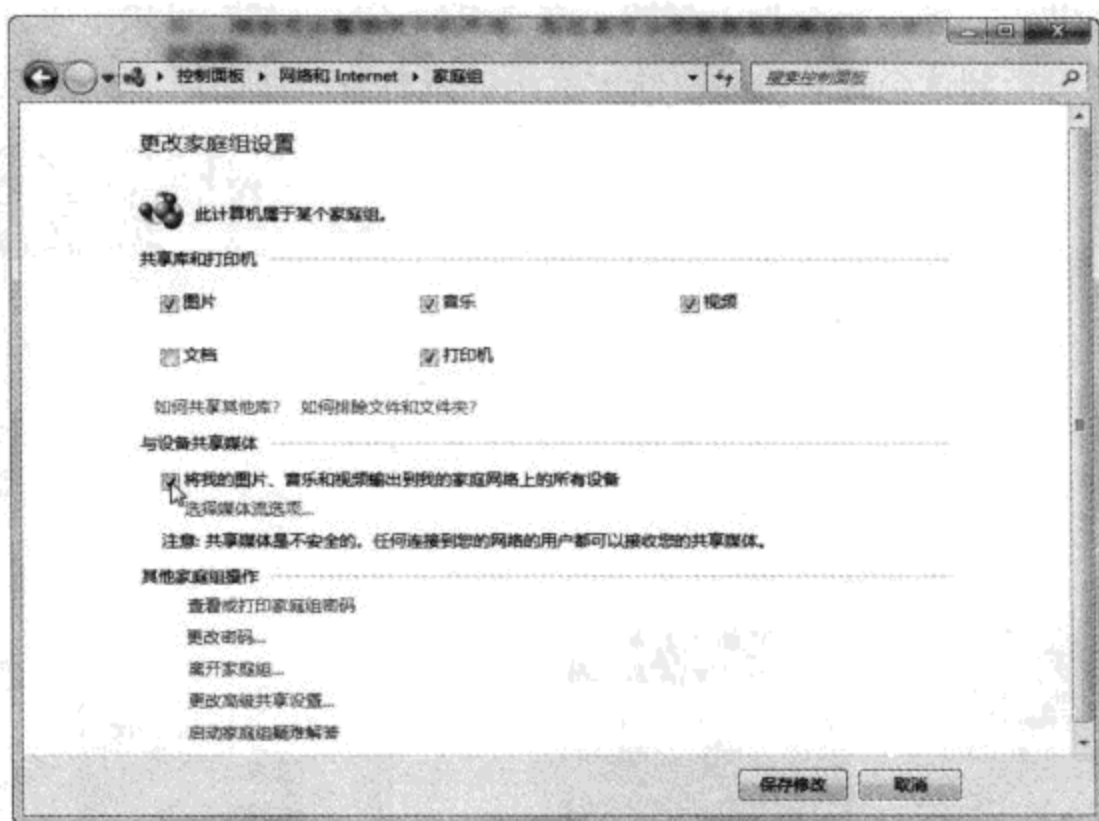 控制面板 ▸ 网络和 Internet ▸ 家庭组
搜索控制面板
更改家庭组设置
此计算机属于某个家庭组。
共享库和打印机
图片 音乐 视频
文档 打印机
如何共享其他库? 如何排除文件和文件夹?
与设备共享媒体
将我的图片、音乐和视频输出到我的家庭网络上的所有设备
选择媒体流选项...
注意: 共享媒体是不安全的。任何连接到您的网络的用户都可以接收您的共享媒体。
其他家庭组操作
查看或打印家庭组密码
更改密码...
离开家庭组...
更改高级共享设置...
启动家庭组疑难解答
保存修改 取消